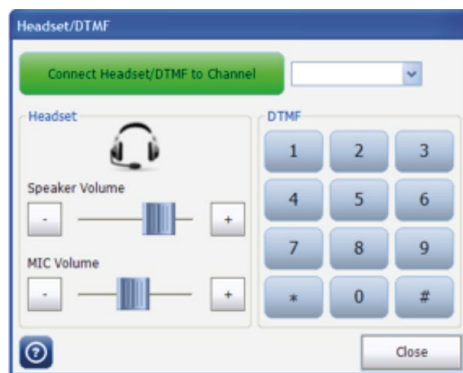 Headset/DTMF
Connect Headset/DTMF to Channel
Headset
Speaker Volume
- +
MIC Volume
- +
DTMF
1 2 3
4 5 6
7 8 9
* 0 #
?
Close